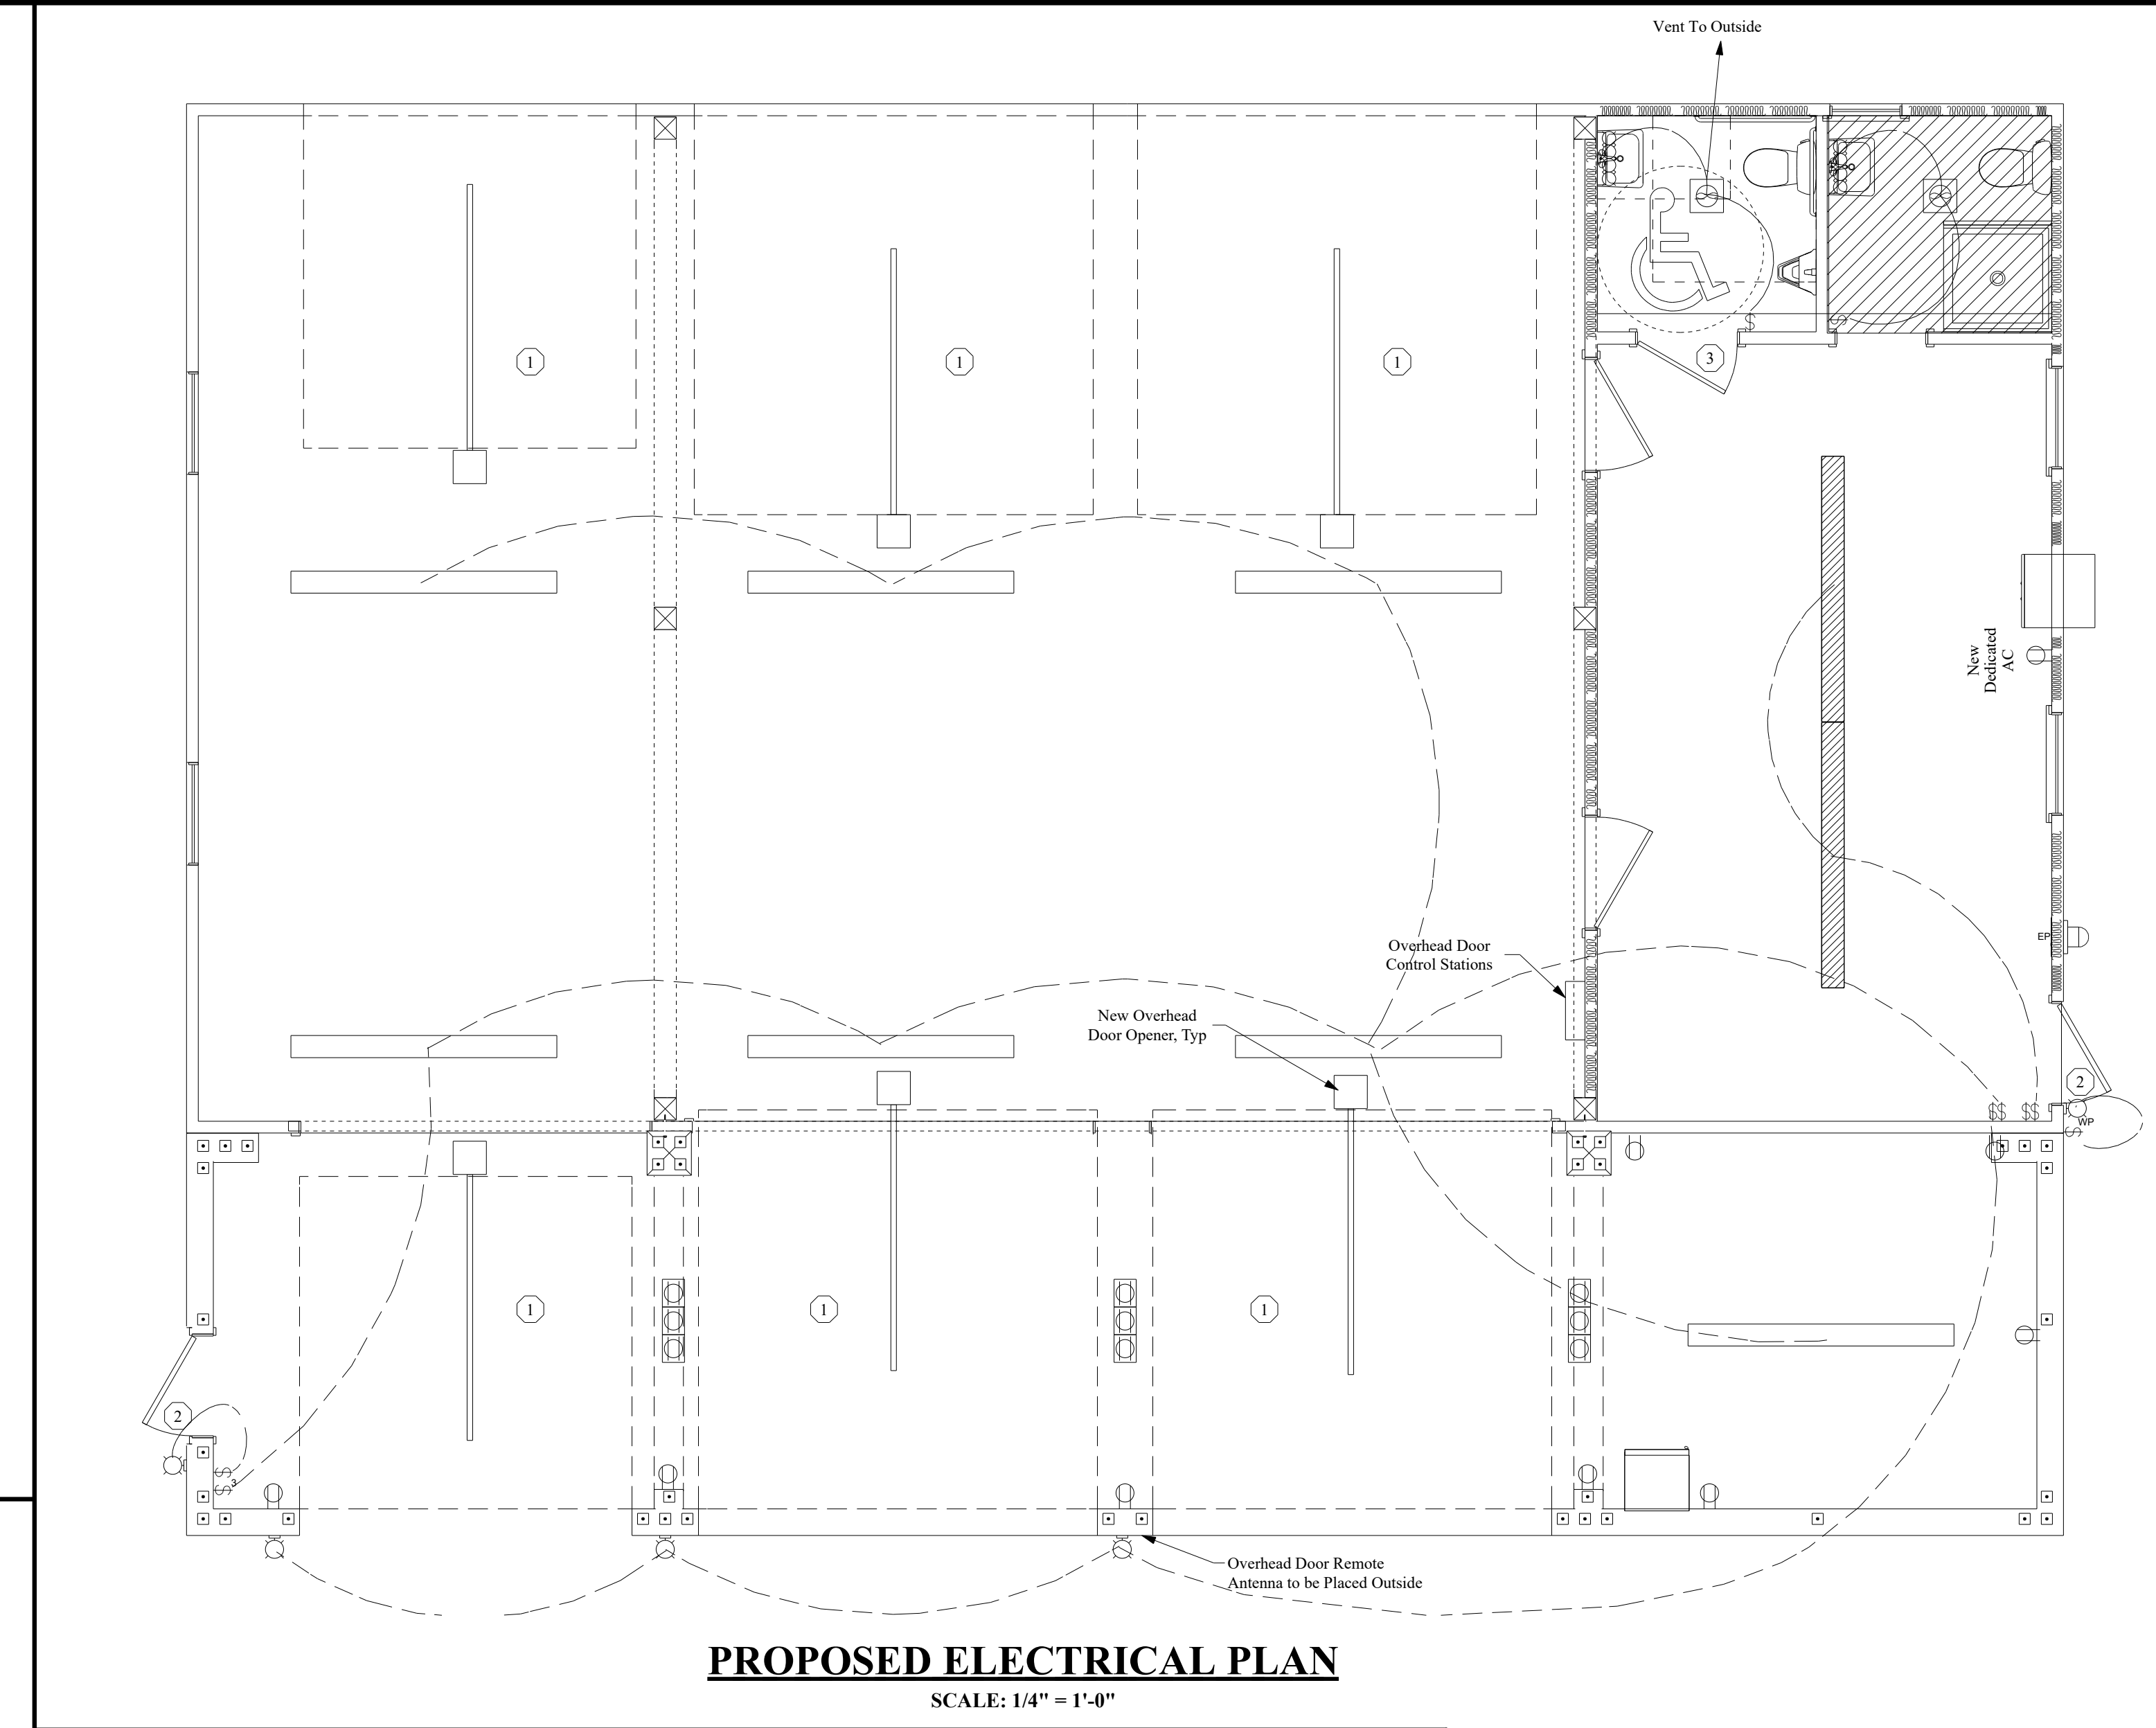 Vent To Outside
1
1
1
3
New
Dedicated
AC
EP
Overhead Door
Control Stations
New Overhead
Door Opener, Typ
2
WP
1
1
1
2
3
Overhead Door Remote
Antenna to be Placed Outside
PROPOSED ELECTRICAL PLAN
SCALE: 1/4" = 1'-0"